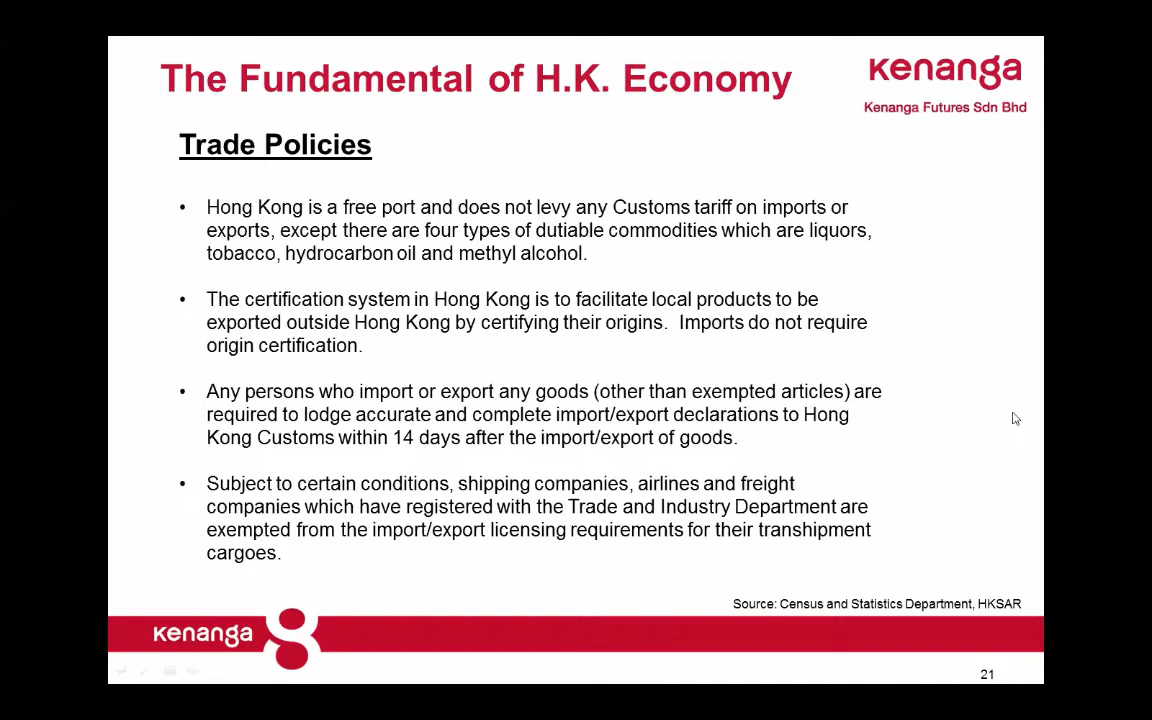 The Fundamental of H.K. Economy
Kenanga
Kenanga Futures Sdn Bhd
Trade Policies
• Hong Kong is a free port and does not levy any Customs tariff on imports or
exports, except there are four types of dutiable commodities which are liquors,
tobacco, hydrocarbon oil and methyl alcohol.
• The certification system in Hong Kong is to facilitate local products to be
exported outside Hong Kong by certifying their origins. Imports do not require
origin certification.
• Any persons who import or export any goods (other than exempted articles) are
required to lodge accurate and complete import/export declarations to Hong
Kong Customs within 14 days after the import/export of goods.
• Subject to certain conditions, shipping companies, airlines and freight
companies which have registered with the Trade and Industry Department are
exempted from the import/export licensing requirements for their transhipment
cargoes.
Source: Census and Statistics Department, HKSAR
Kenanga
21